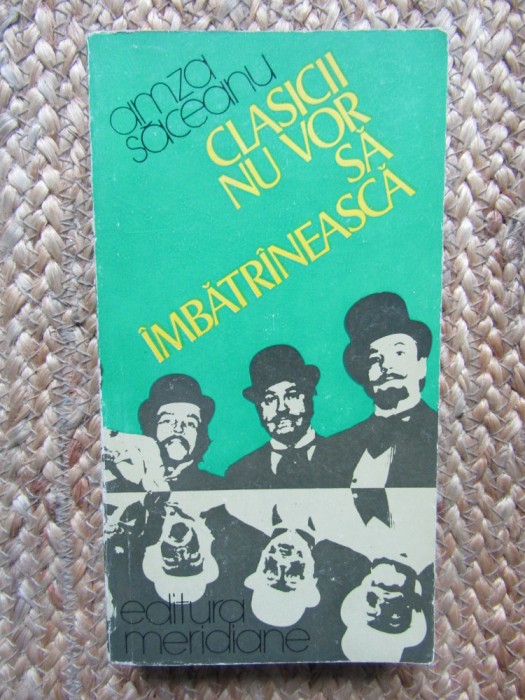 amza
săceanu
CLASICII
NU VOR
SĂ
ÎMBĂTRÎNEASCĂ
editura
meridiane